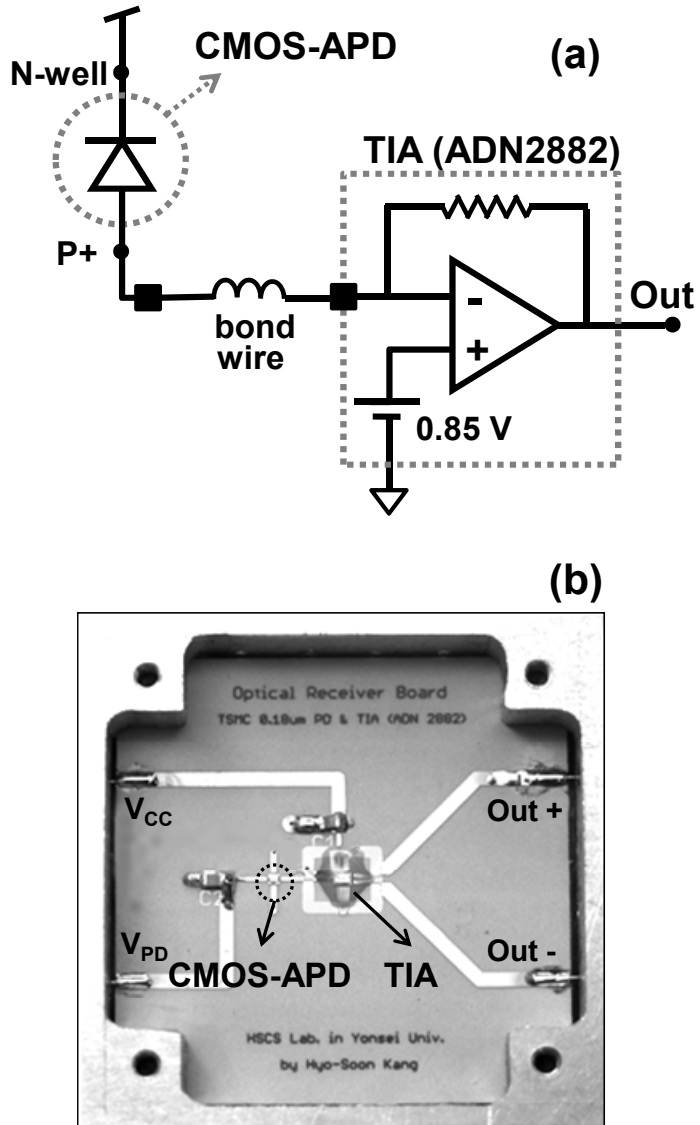 (a)
CMOS-APD
N-well
TIA (ADN2882)
P+
-
Out
bond
wire
+
0.85 V
(b)
Optical Receiver Board
TSMC 0.18um PD & TIA (ADN 2882)
VCC
Out +
C2
VPD
Out -
CMOS-APD
TIA
HSCS Lab. in Yonsei Univ.
by Hyo-Soon Kang